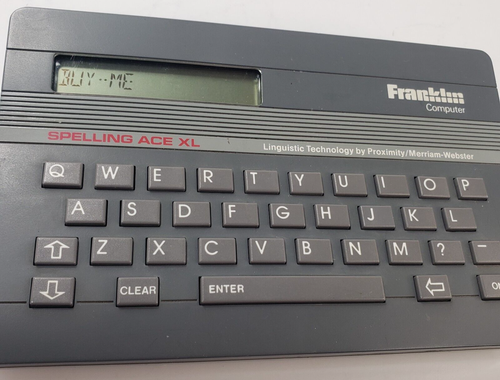 BUY-ME
Franklin
Computer
SPELLING ACE XL
Linguistic Technology by Proximity/Merriam-Webster
Q W E R T Y U I O P
A S D F G H J K L
Z X C V B N M ? -
CLEAR ENTER